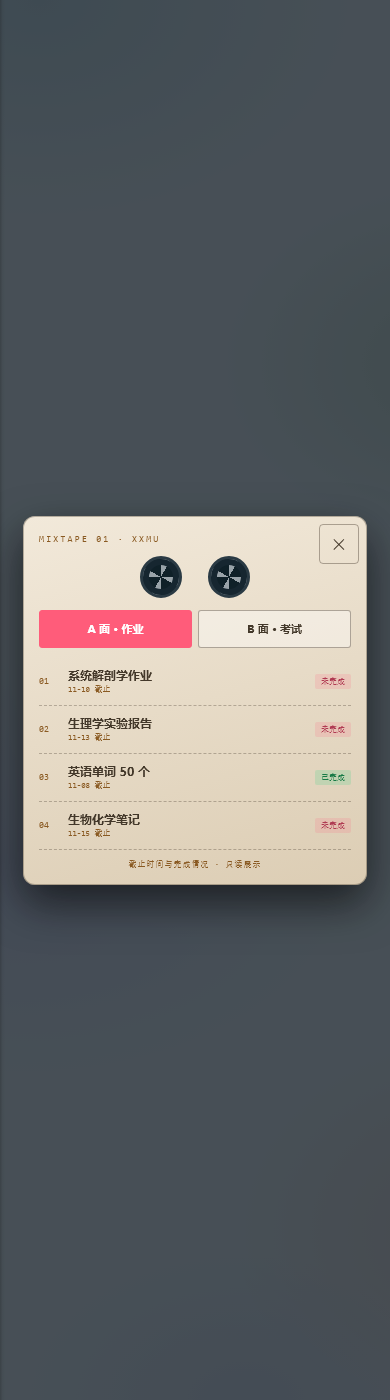 MIXTAPE 01 · XXMU
×
A 面 • 作业
B 面 • 考试
01 系统解剖学作业 未完成
11-10 截止
02 生理学实验报告 未完成
11-13 截止
03 英语单词 50 个 已完成
11-08 截止
04 生物化学笔记 未完成
11-15 截止
截止时间与完成情况 · 只读展示